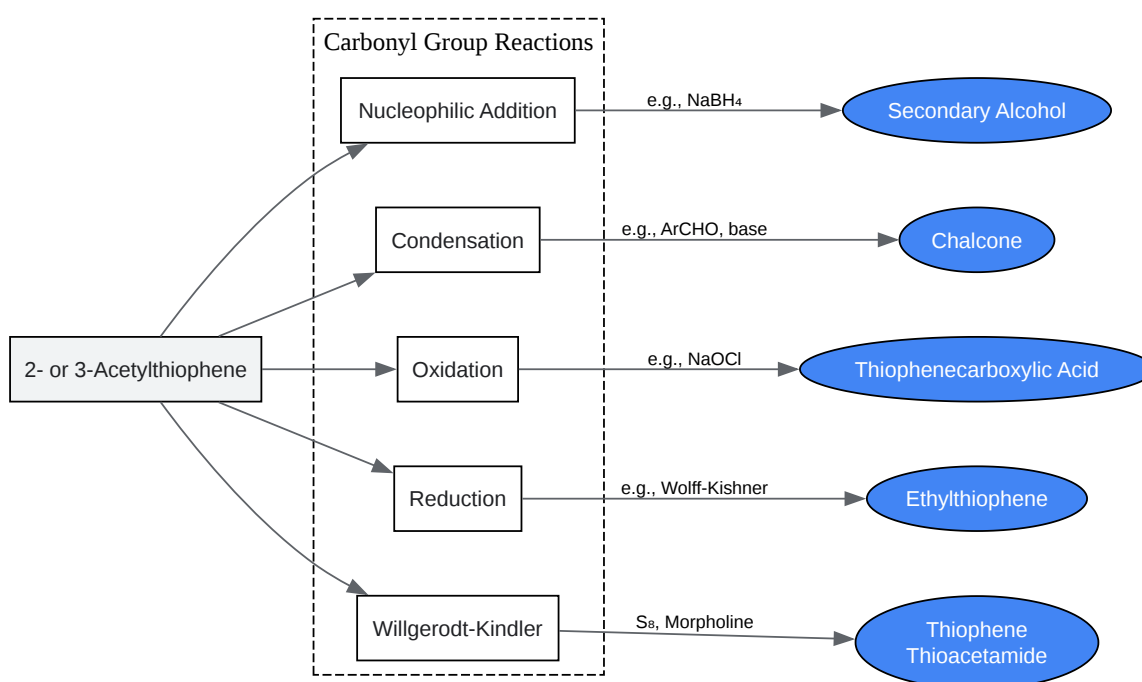 Carbonyl Group Reactions
Nucleophilic Addition
e.g., NaBH₄
Secondary Alcohol
Condensation
e.g., ArCHO, base
Chalcone
2- or 3-Acetylthiophene
Oxidation
e.g., NaOCl
Thiophenecarboxylic Acid
Reduction
e.g., Wolff-Kishner
Ethylthiophene
Willgerodt-Kindler
S₈, Morpholine
Thiophene
Thioacetamide